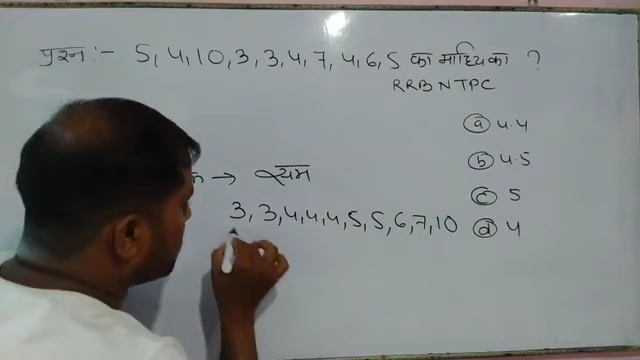 प्रश्न :- 5, 4, 10, 3, 3, 4, 7, 4, 6, 5 का माध्यिका ?
RRB NTPC
ⓐ 4.4
ⓑ 4.5
→
3, 3, 4, 4, 4, 5, 5, 6, 7, 10
ⓒ 5
ⓓ 4